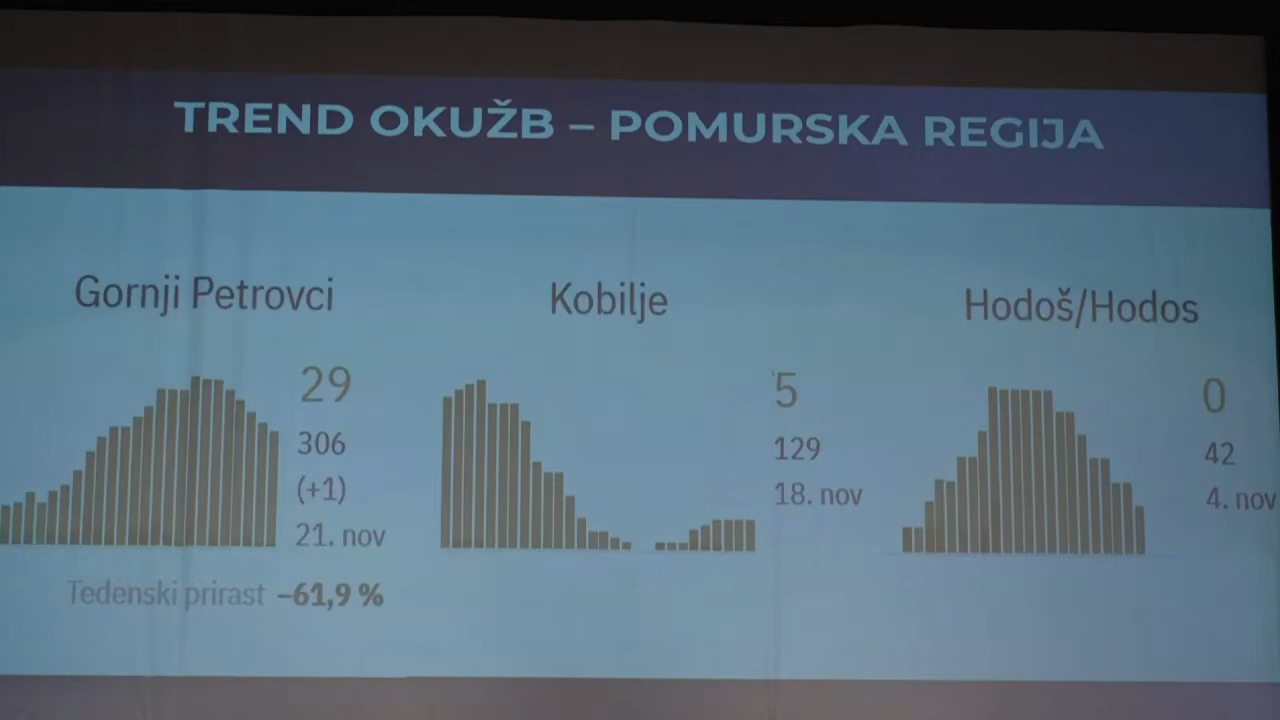 TREND OKUŽB – POMURSKA REGIJA
Gornji Petrovci
29
306
(+1)
21. nov
Tedenski prirast –61,9 %
Kobilje
5
129
18. nov
Hodoš/Hodos
0
42
4. nov